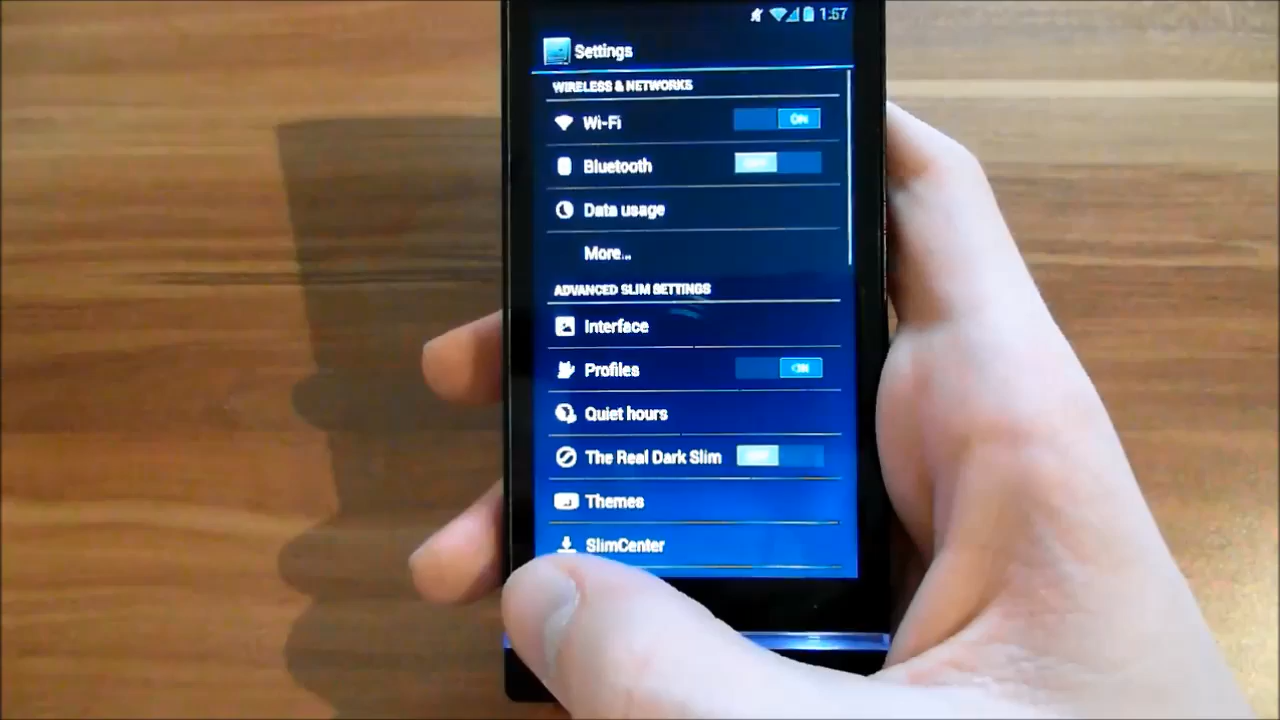 1:57
Settings
WIRELESS & NETWORKS
Wi-Fi
ON
Bluetooth
Data usage
More...
ADVANCED SLIM SETTINGS
Interface
Profiles
ON
Quiet hours
The Real Dark Slim
Themes
SlimCenter